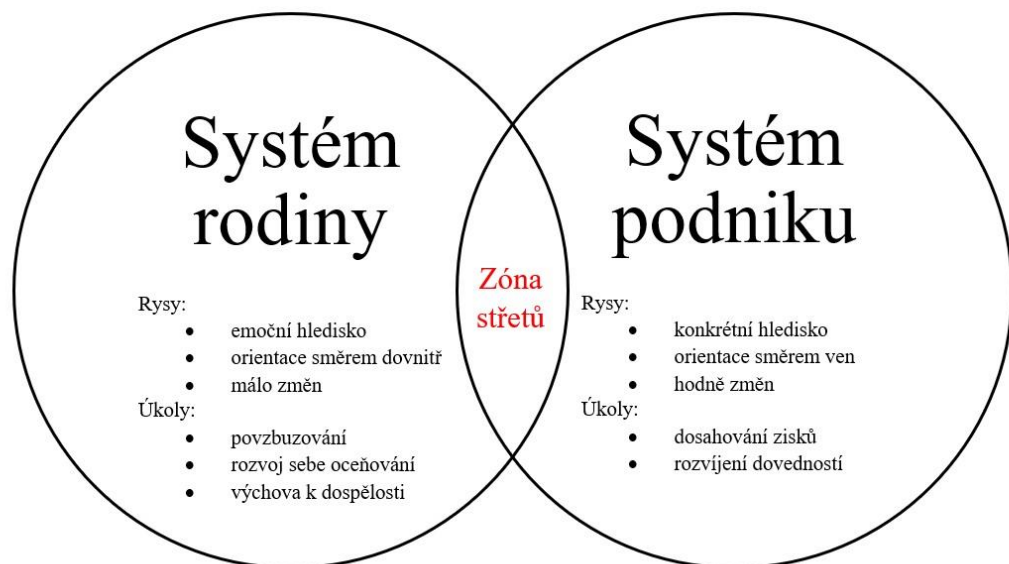 Systém
rodiny
Rysy:
• emoční hledisko
• orientace směrem dovnitř
• málo změn
Úkoly:
• povzbuzování
• rozvoj sebe oceňování
• výchova k dospělosti
Zóna
střetů
Systém
podniku
Rysy:
• konkrétní hledisko
• orientace směrem ven
• hodně změn
Úkoly:
• dosahování zisků
• rozvíjení dovedností